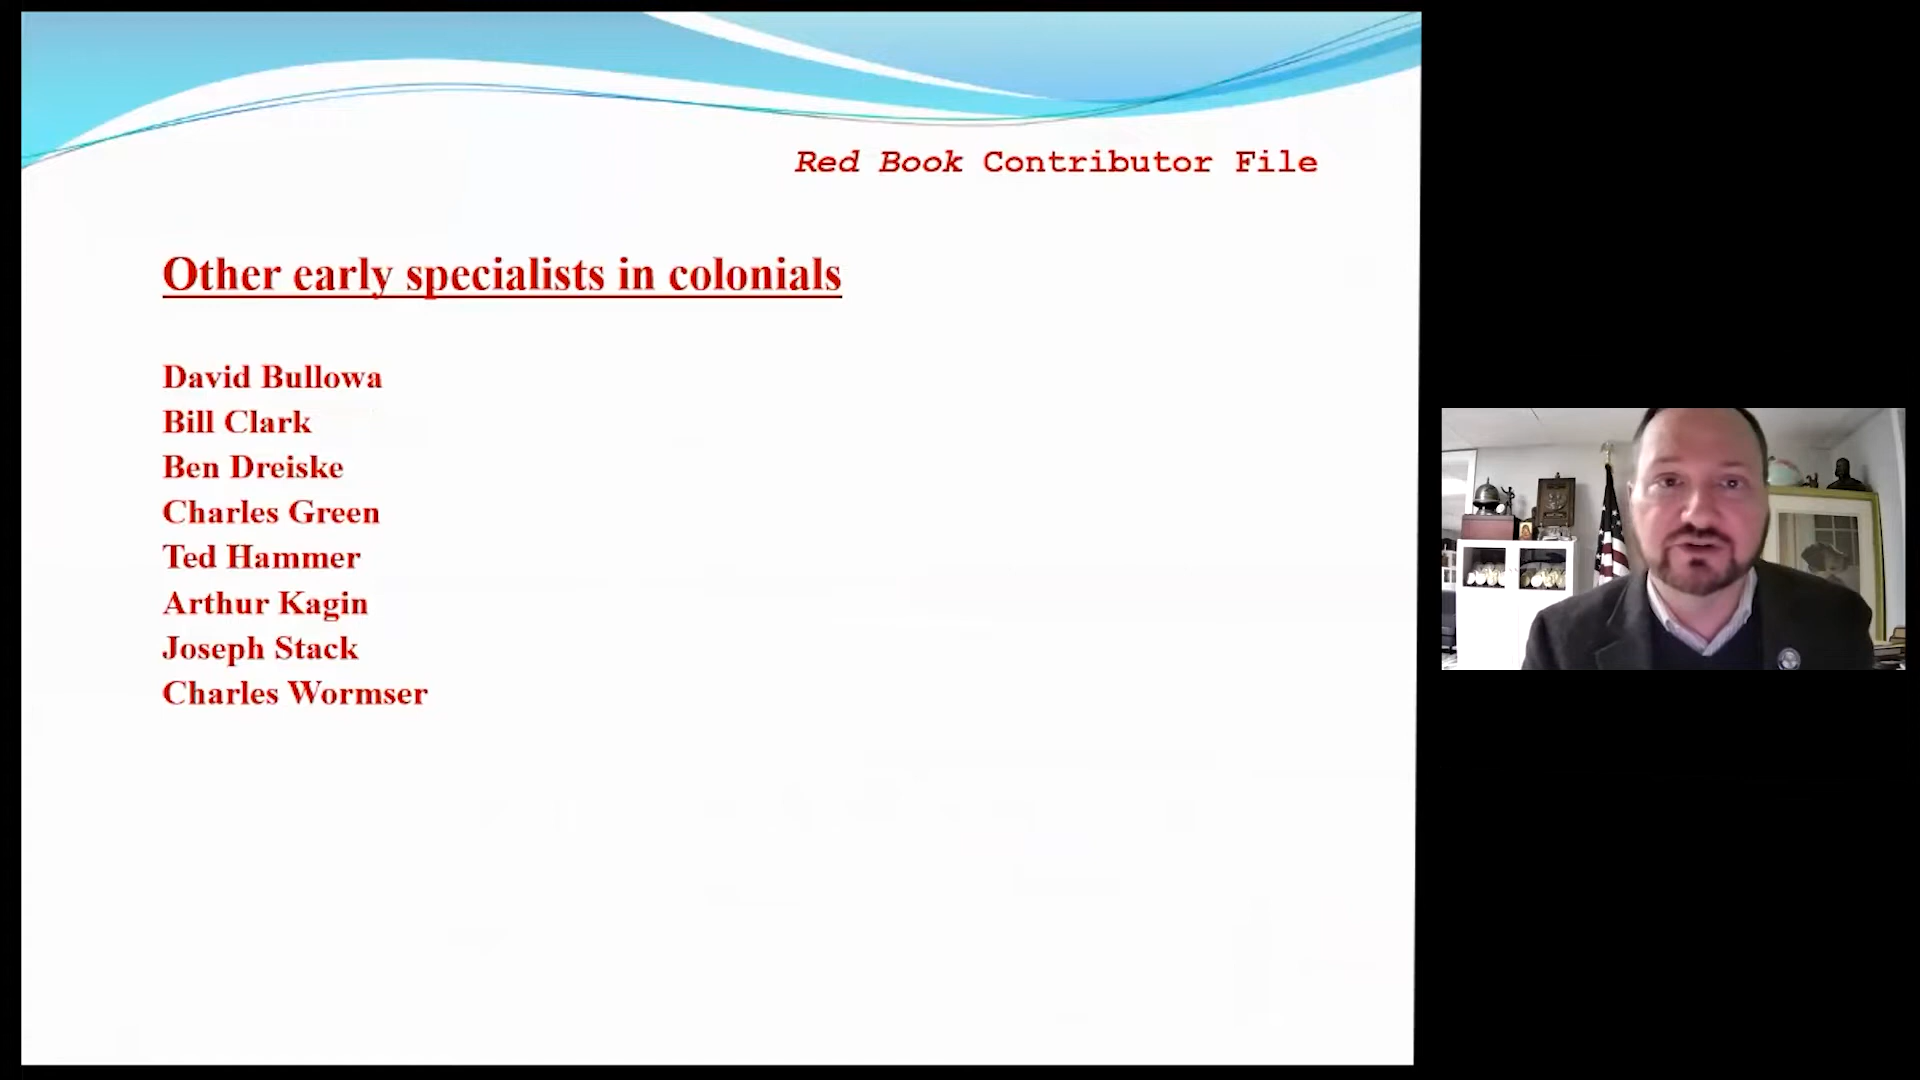 Red Book Contributor File
Other early specialists in colonials
David Bullowa
Bill Clark
Ben Dreiske
Charles Green
Ted Hammer
Arthur Kagin
Joseph Stack
Charles Wormser